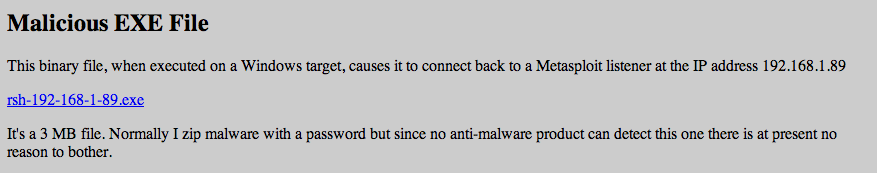 Malicious EXE File
This binary file, when executed on a Windows target, causes it to connect back to a Metasploit listener at the IP address 192.168.1.89
rsh-192-168-1-89.exe
It's a 3 MB file. Normally I zip malware with a password but since no anti-malware product can detect this one there is at present no
reason to bother.